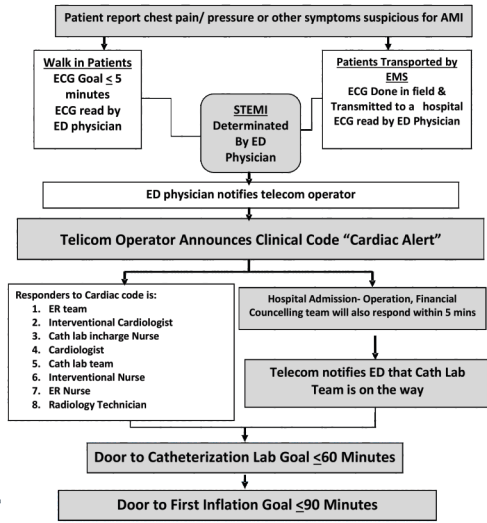 Patient report chest pain/ pressure or other symptoms suspicious for AMI
Walk in Patients
ECG Goal ≤ 5
minutes
ECG read by
ED physician
Patients Transported by
EMS
ECG Done in field &
Transmitted to a hospital
ECG read by ED Physician
STEMI
Determinated
By ED
Physician
ED physician notifies telecom operator
Telicom Operator Announces Clinical Code “Cardiac Alert”
Responders to Cardiac code is:
1. ER team
2. Interventional Cardiologist
3. Cath lab incharge Nurse
4. Cardiologist
5. Cath lab team
6. Interventional Nurse
7. ER Nurse
8. Radiology Technician
Hospital Admission- Operation, Financial
Councelling team will also respond within 5 mins
Telecom notifies ED that Cath Lab
Team is on the way
Door to Catheterization Lab Goal ≤60 Minutes
Door to First Inflation Goal ≤90 Minutes